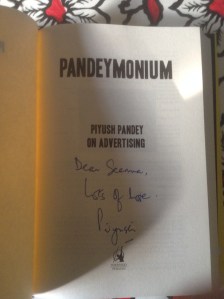 PANDEYMONIUM
PIYUSH PANDEY
ON ADVERTISING
Dear Seema,
Lots of love
Piyush